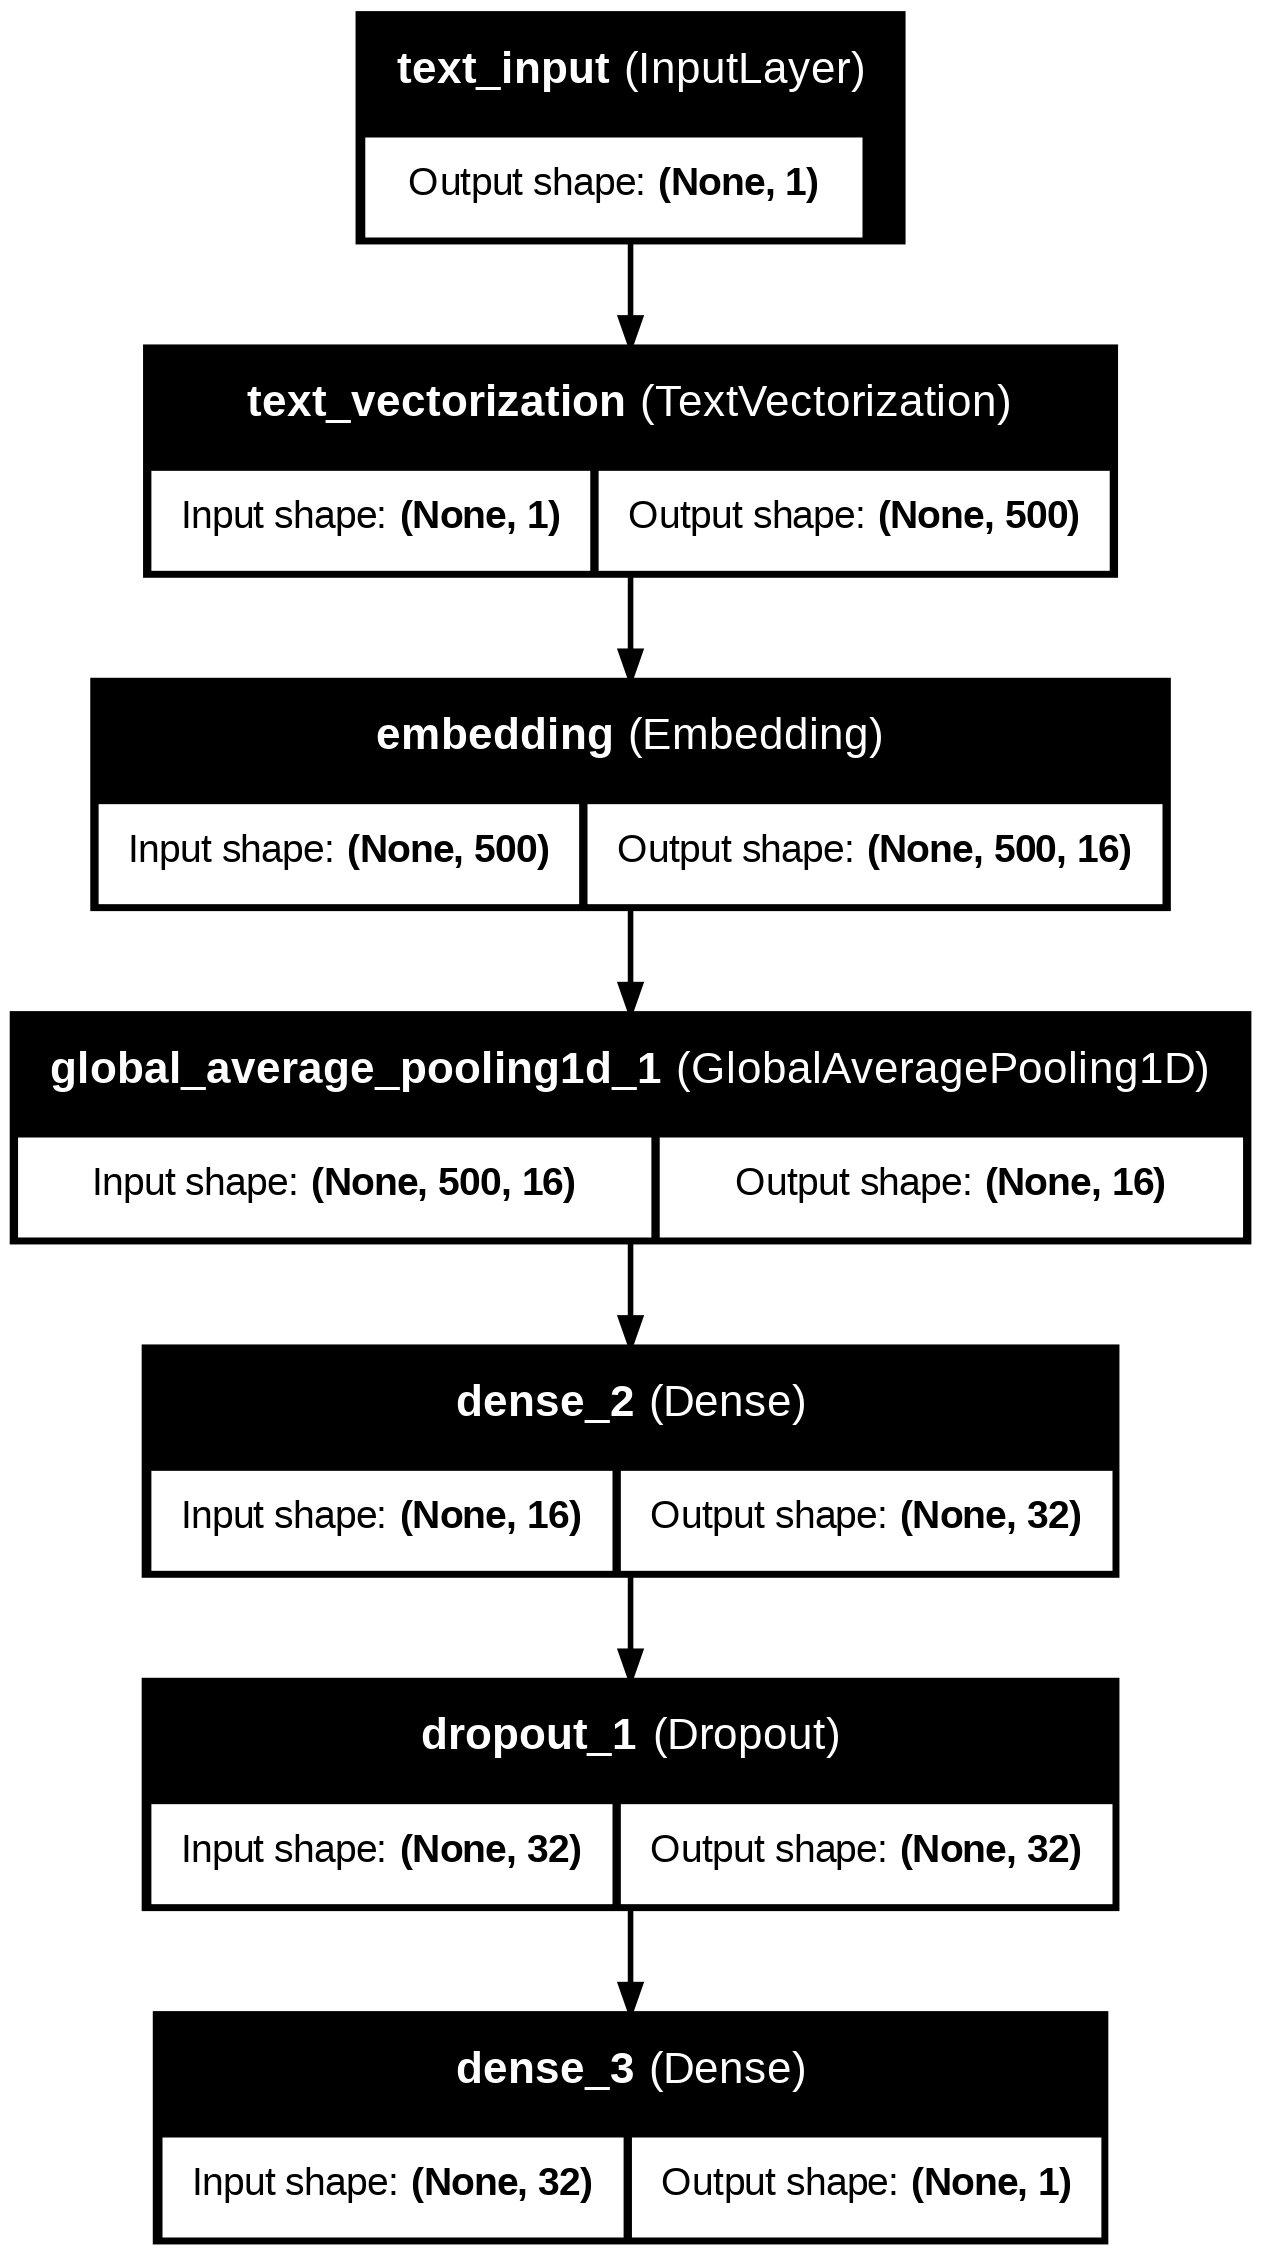 text_input (InputLayer)
Output shape: (None, 1)
text_vectorization (TextVectorization)
Input shape: (None, 1) Output shape: (None, 500)
embedding (Embedding)
Input shape: (None, 500) Output shape: (None, 500, 16)
global_average_pooling1d_1 (GlobalAveragePooling1D)
Input shape: (None, 500, 16) Output shape: (None, 16)
dense_2 (Dense)
Input shape: (None, 16) Output shape: (None, 32)
dropout_1 (Dropout)
Input shape: (None, 32) Output shape: (None, 32)
dense_3 (Dense)
Input shape: (None, 32) Output shape: (None, 1)